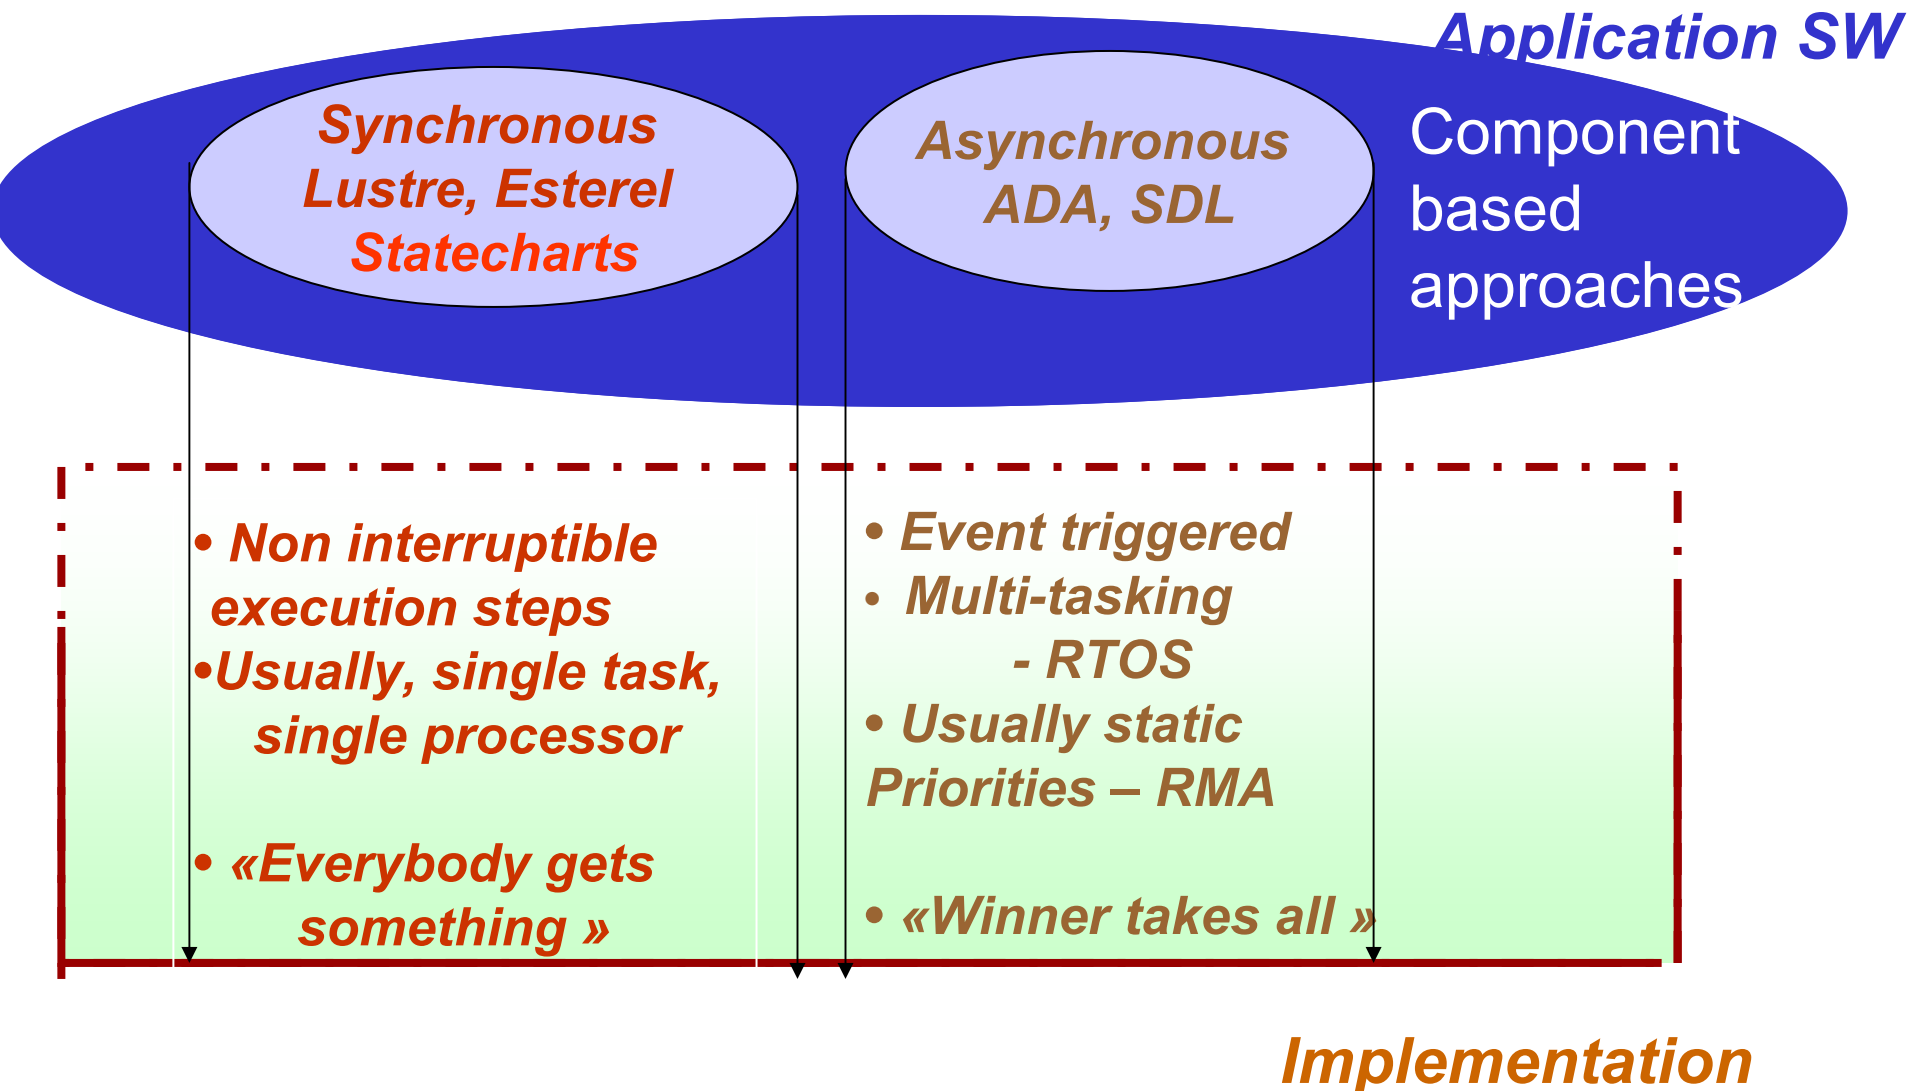 Application SW
Synchronous
Lustre, Esterel
Statecharts
Asynchronous
ADA, SDL
Component
based
approaches
• Non interruptible
execution steps
•Usually, single task,
single processor
• «Everybody gets
something »
• Event triggered
• Multi-tasking
- RTOS
• Usually static
Priorities – RMA
• «Winner takes all »
Implementation